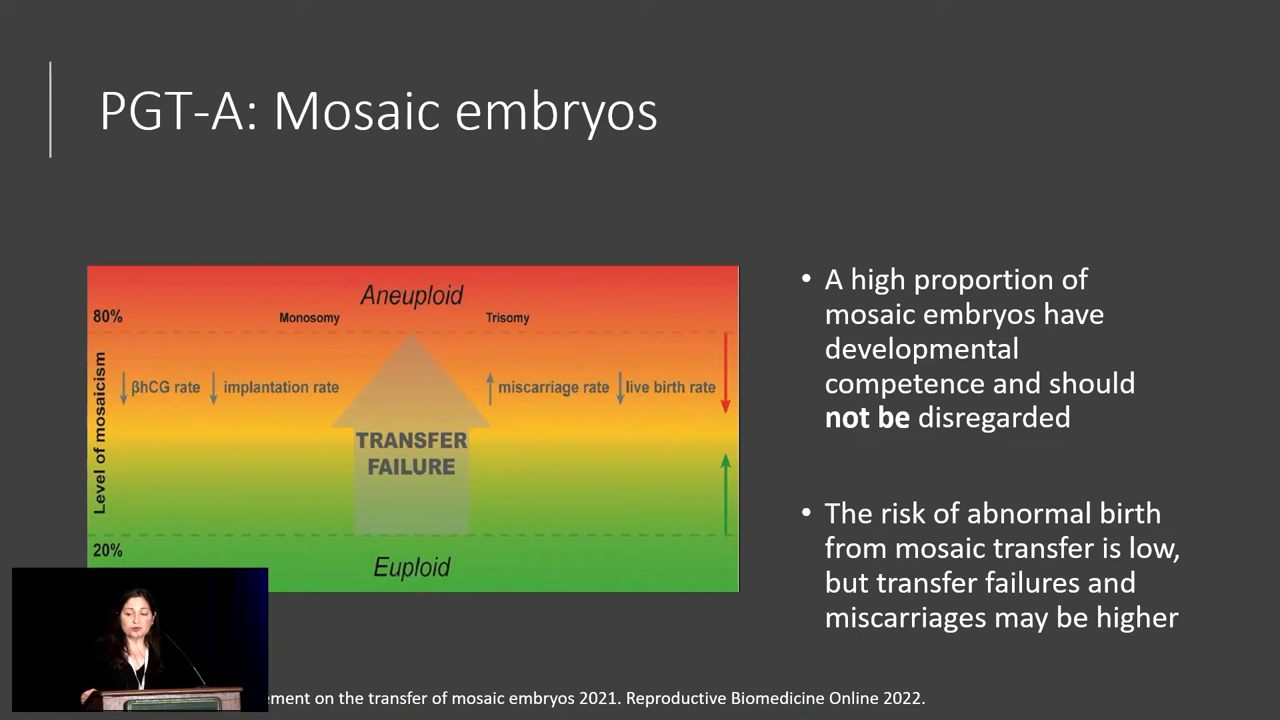 PGT-A: Mosaic embryos
Aneuploid
80%
Monosomy
Trisomy
Level of mosaicism
βhCG rate
implantation rate
miscarriage rate
live birth rate
TRANSFER
FAILURE
20%
Euploid
• A high proportion of
mosaic embryos have
developmental
competence and should
not be disregarded
• The risk of abnormal birth
from mosaic transfer is low,
but transfer failures and
miscarriages may be higher
on the transfer of mosaic embryos 2021. Reproductive Biomedicine Online 2022.